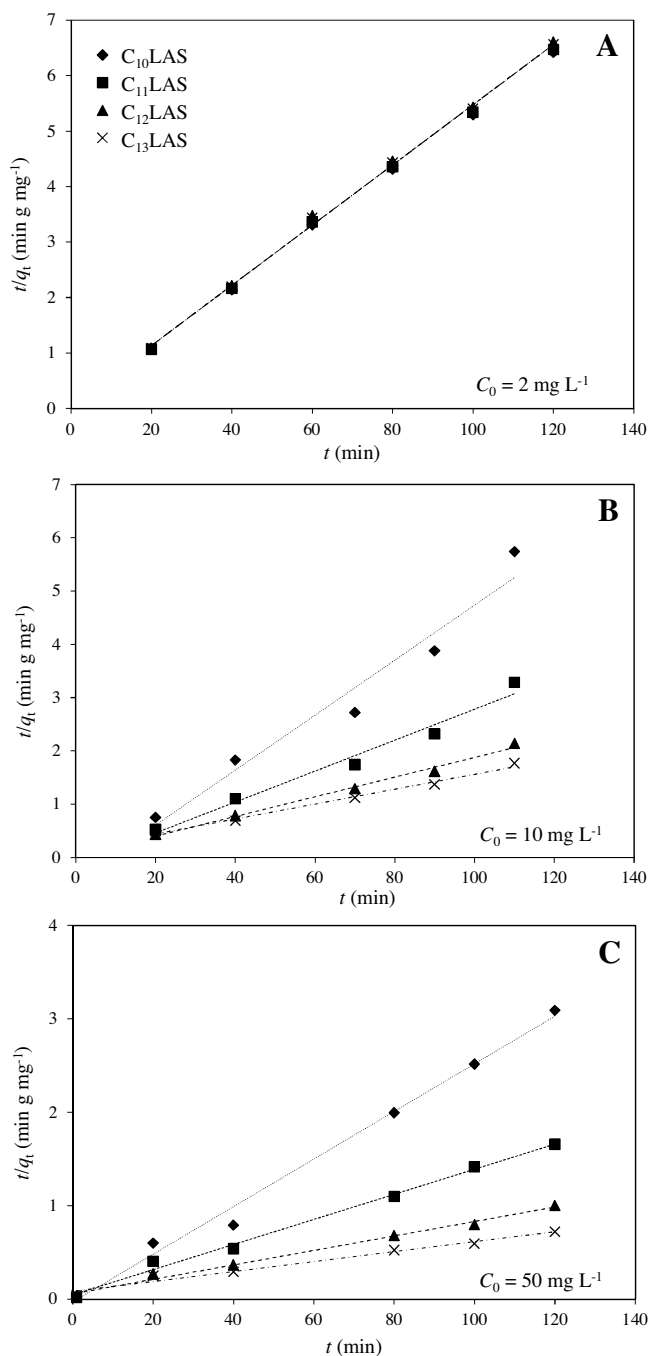 A
C₁₀LAS
C₁₁LAS
C₁₂LAS
C₁₃LAS
7
6
5
4
3
2
1
0
t/qₜ (min g mg⁻¹)
C₀ = 2 mg L⁻¹
0 20 40 60 80 100 120 140
t (min)
B
7
6
5
4
3
2
1
0
t/qₜ (min g mg⁻¹)
C₀ = 10 mg L⁻¹
0 20 40 60 80 100 120 140
t (min)
C
4
3
2
1
0
t/qₜ (min g mg⁻¹)
C₀ = 50 mg L⁻¹
0 20 40 60 80 100 120 140
t (min)